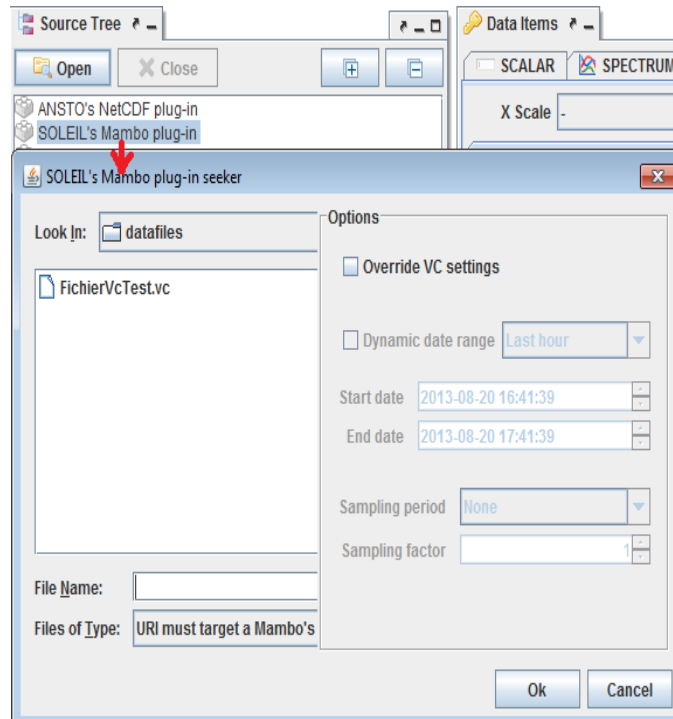 Source Tree
Data Items
Open
Close
SCALAR
SPECTRUM
ANSTO's NetCDF plug-in
SOLEIL's Mambo plug-in
X Scale -
SOLEIL's Mambo plug-in seeker
Look In: datafiles
Options
FichierVcTest.vc
Override VC settings
Dynamic date range Last hour
Start date 2013-08-20 16:41:39
End date 2013-08-20 17:41:39
Sampling period None
Sampling factor 1
File Name:
Files of Type: URI must target a Mambo's
Ok
Cancel